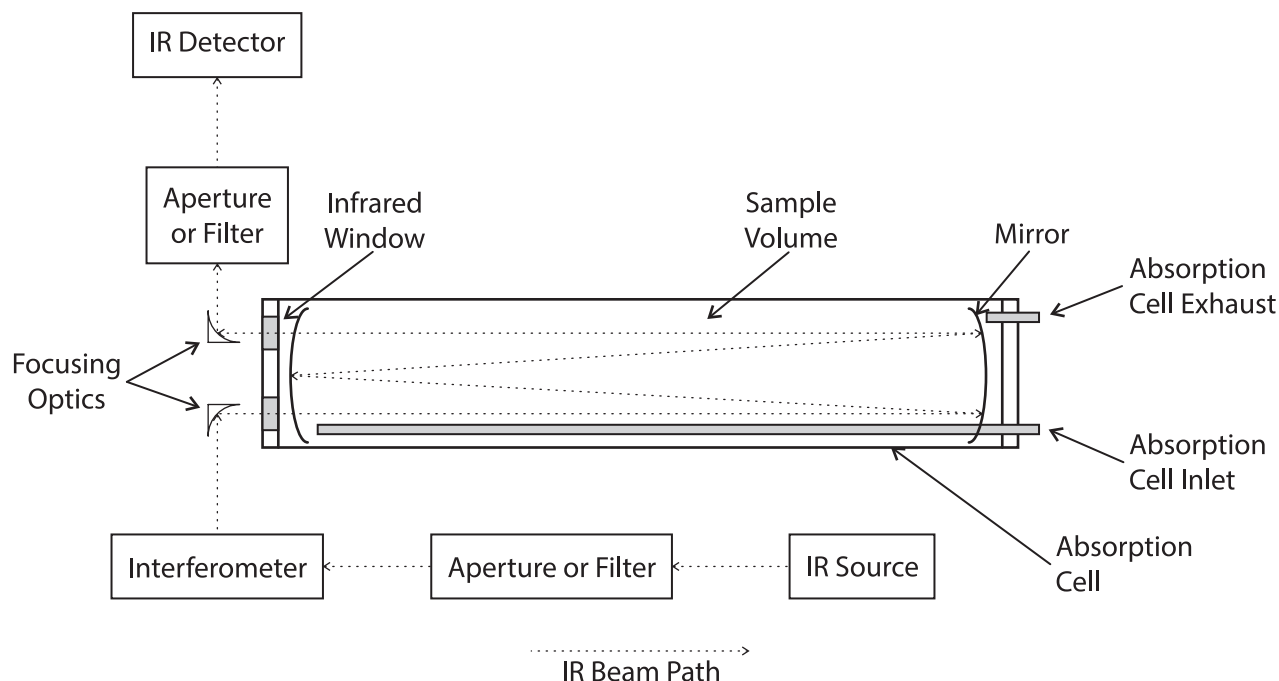 IR Detector
Aperture
or Filter
Infrared
Window
Sample
Volume
Mirror
Absorption
Cell Exhaust
Focusing
Optics
Absorption
Cell Inlet
Interferometer
Aperture or Filter
IR Source
Absorption
Cell
IR Beam Path